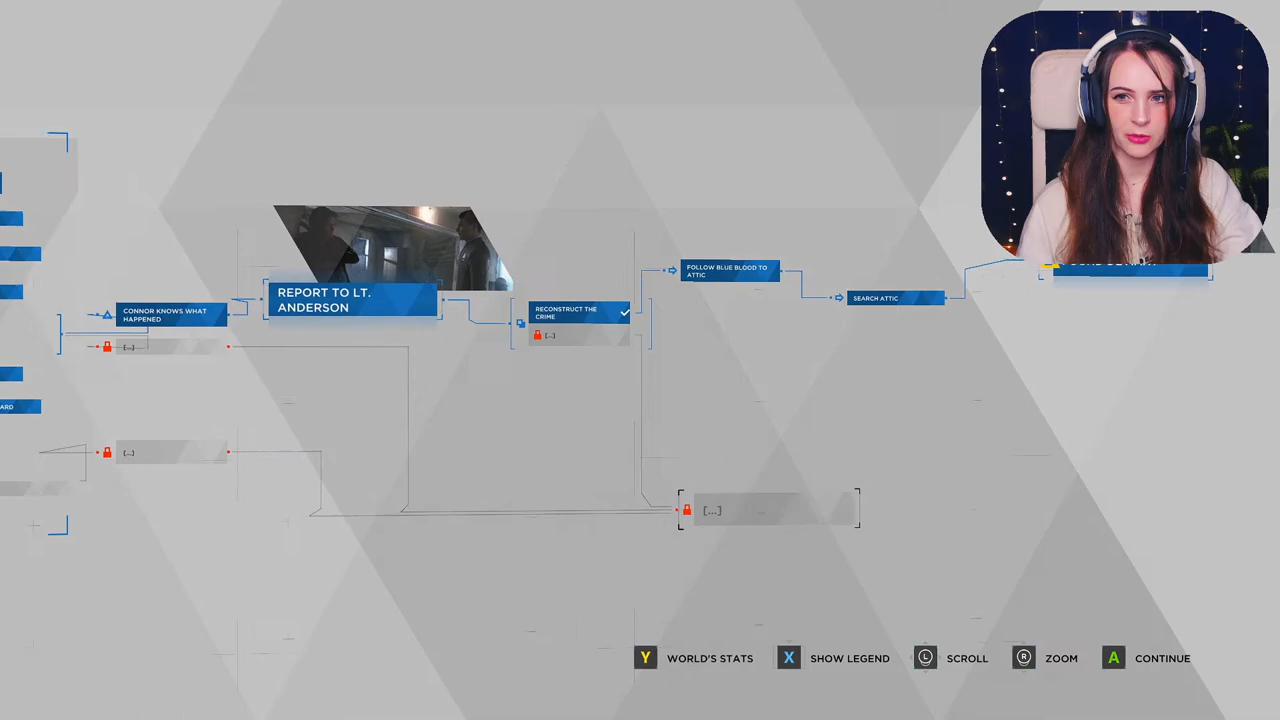 REPORT TO LT.
ANDERSON
CONNOR KNOWS WHAT
HAPPENED
[...]
ARD
[...]
RECONSTRUCT THE
CRIME
[...]
FOLLOW BLUE BLOOD TO
ATTIC
SEARCH ATTIC
[...]
Y WORLD'S STATS
X SHOW LEGEND
L SCROLL
R ZOOM
A CONTINUE